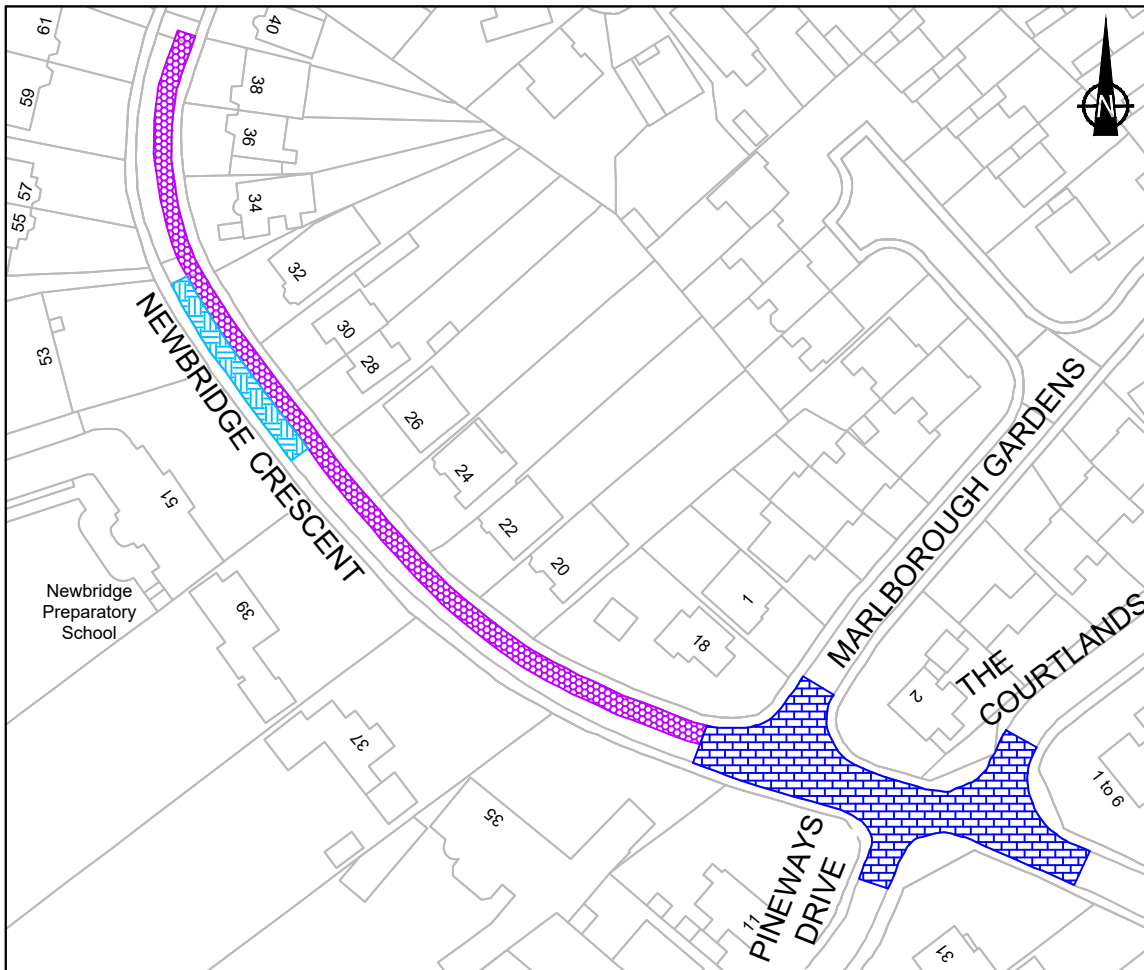 61
40
N
59
38
36
57
34
55
32
NEWBRIDGE CRESCENT
53
30
28
26
24
22
20
51
MARLBOROUGH GARDENS
Newbridge
Preparatory
School
39
1
18
THE
COURTLANDS
2
37
35
1 to 6
PINEWAYS
DRIVE
11
31